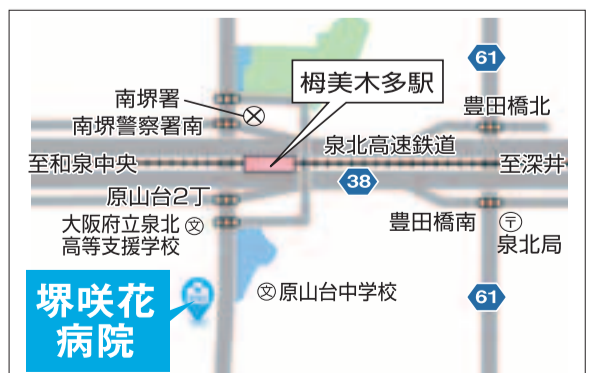 61
栂美木多駅
南堺署
豊田橋北
南堺警察署南
泉北高速鉄道
至和泉中央
至深井
38
原山台2丁
大阪府立泉北
高等支援学校
文
豊田橋南
〒
泉北局
堺咲花
病院
文
原山台中学校
61